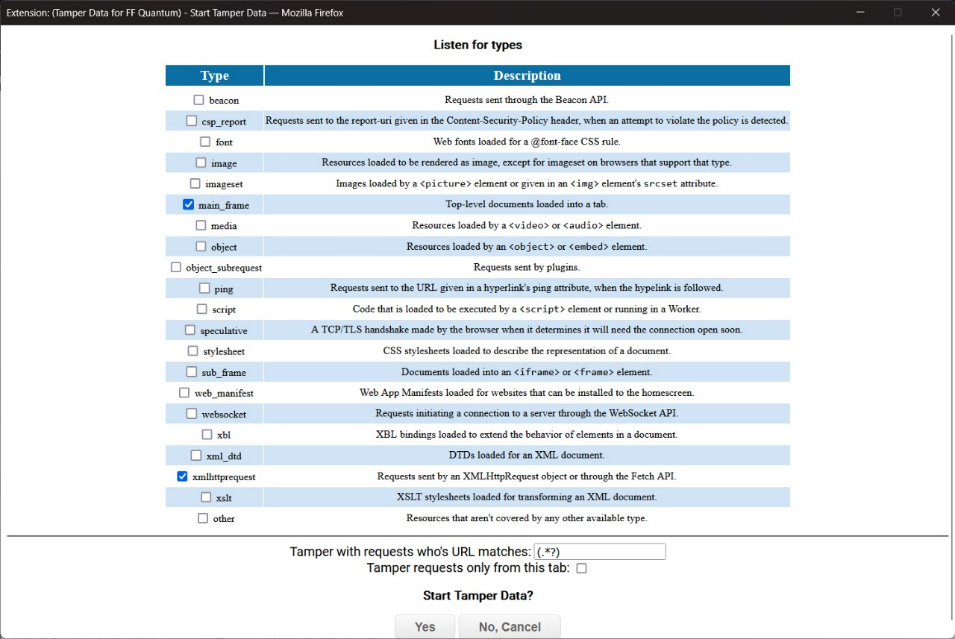 Extension: (Tamper Data for FF Quantum) - Start Tamper Data — Mozilla Firefox
Listen for types
Type Description
beacon Requests sent through the Beacon API.
csp_report Requests sent to the report-uri given in the Content-Security-Policy header, when an attempt to violate the policy is detected.
font Web fonts loaded for a @font-face CSS rule.
image Resources loaded to be rendered as image, except for imageset on browsers that support that type.
imageset Images loaded by a <picture> element or given in an <img> element's srcset attribute.
main_frame Top-level documents loaded into a tab.
media Resources loaded by a <video> or <audio> element.
object Resources loaded by an <object> or <embed> element.
object_subrequest Requests sent by plugins.
ping Requests sent to the URL given in a hyperlink's ping attribute, when the hypelink is followed.
script Code that is loaded to be executed by a <script> element or running in a Worker.
speculative A TCP/TLS handshake made by the browser when it determines it will need the connection open soon.
stylesheet CSS stylesheets loaded to describe the representation of a document.
sub_frame Documents loaded into an <iframe> or <frame> element.
web_manifest Web App Manifests loaded for websites that can be installed to the homescreen.
websocket Requests initiating a connection to a server through the WebSocket API.
xbl XBL bindings loaded to extend the behavior of elements in a document.
xml_dtd DTDs loaded for an XML document.
xmlhttprequest Requests sent by an XMLHttpRequest object or through the Fetch API.
xslt XSLT stylesheets loaded for transforming an XML document.
other Resources that aren't covered by any other available type.
Tamper with requests who's URL matches: (.*?)
Tamper requests only from this tab:
Start Tamper Data?
Yes No, Cancel